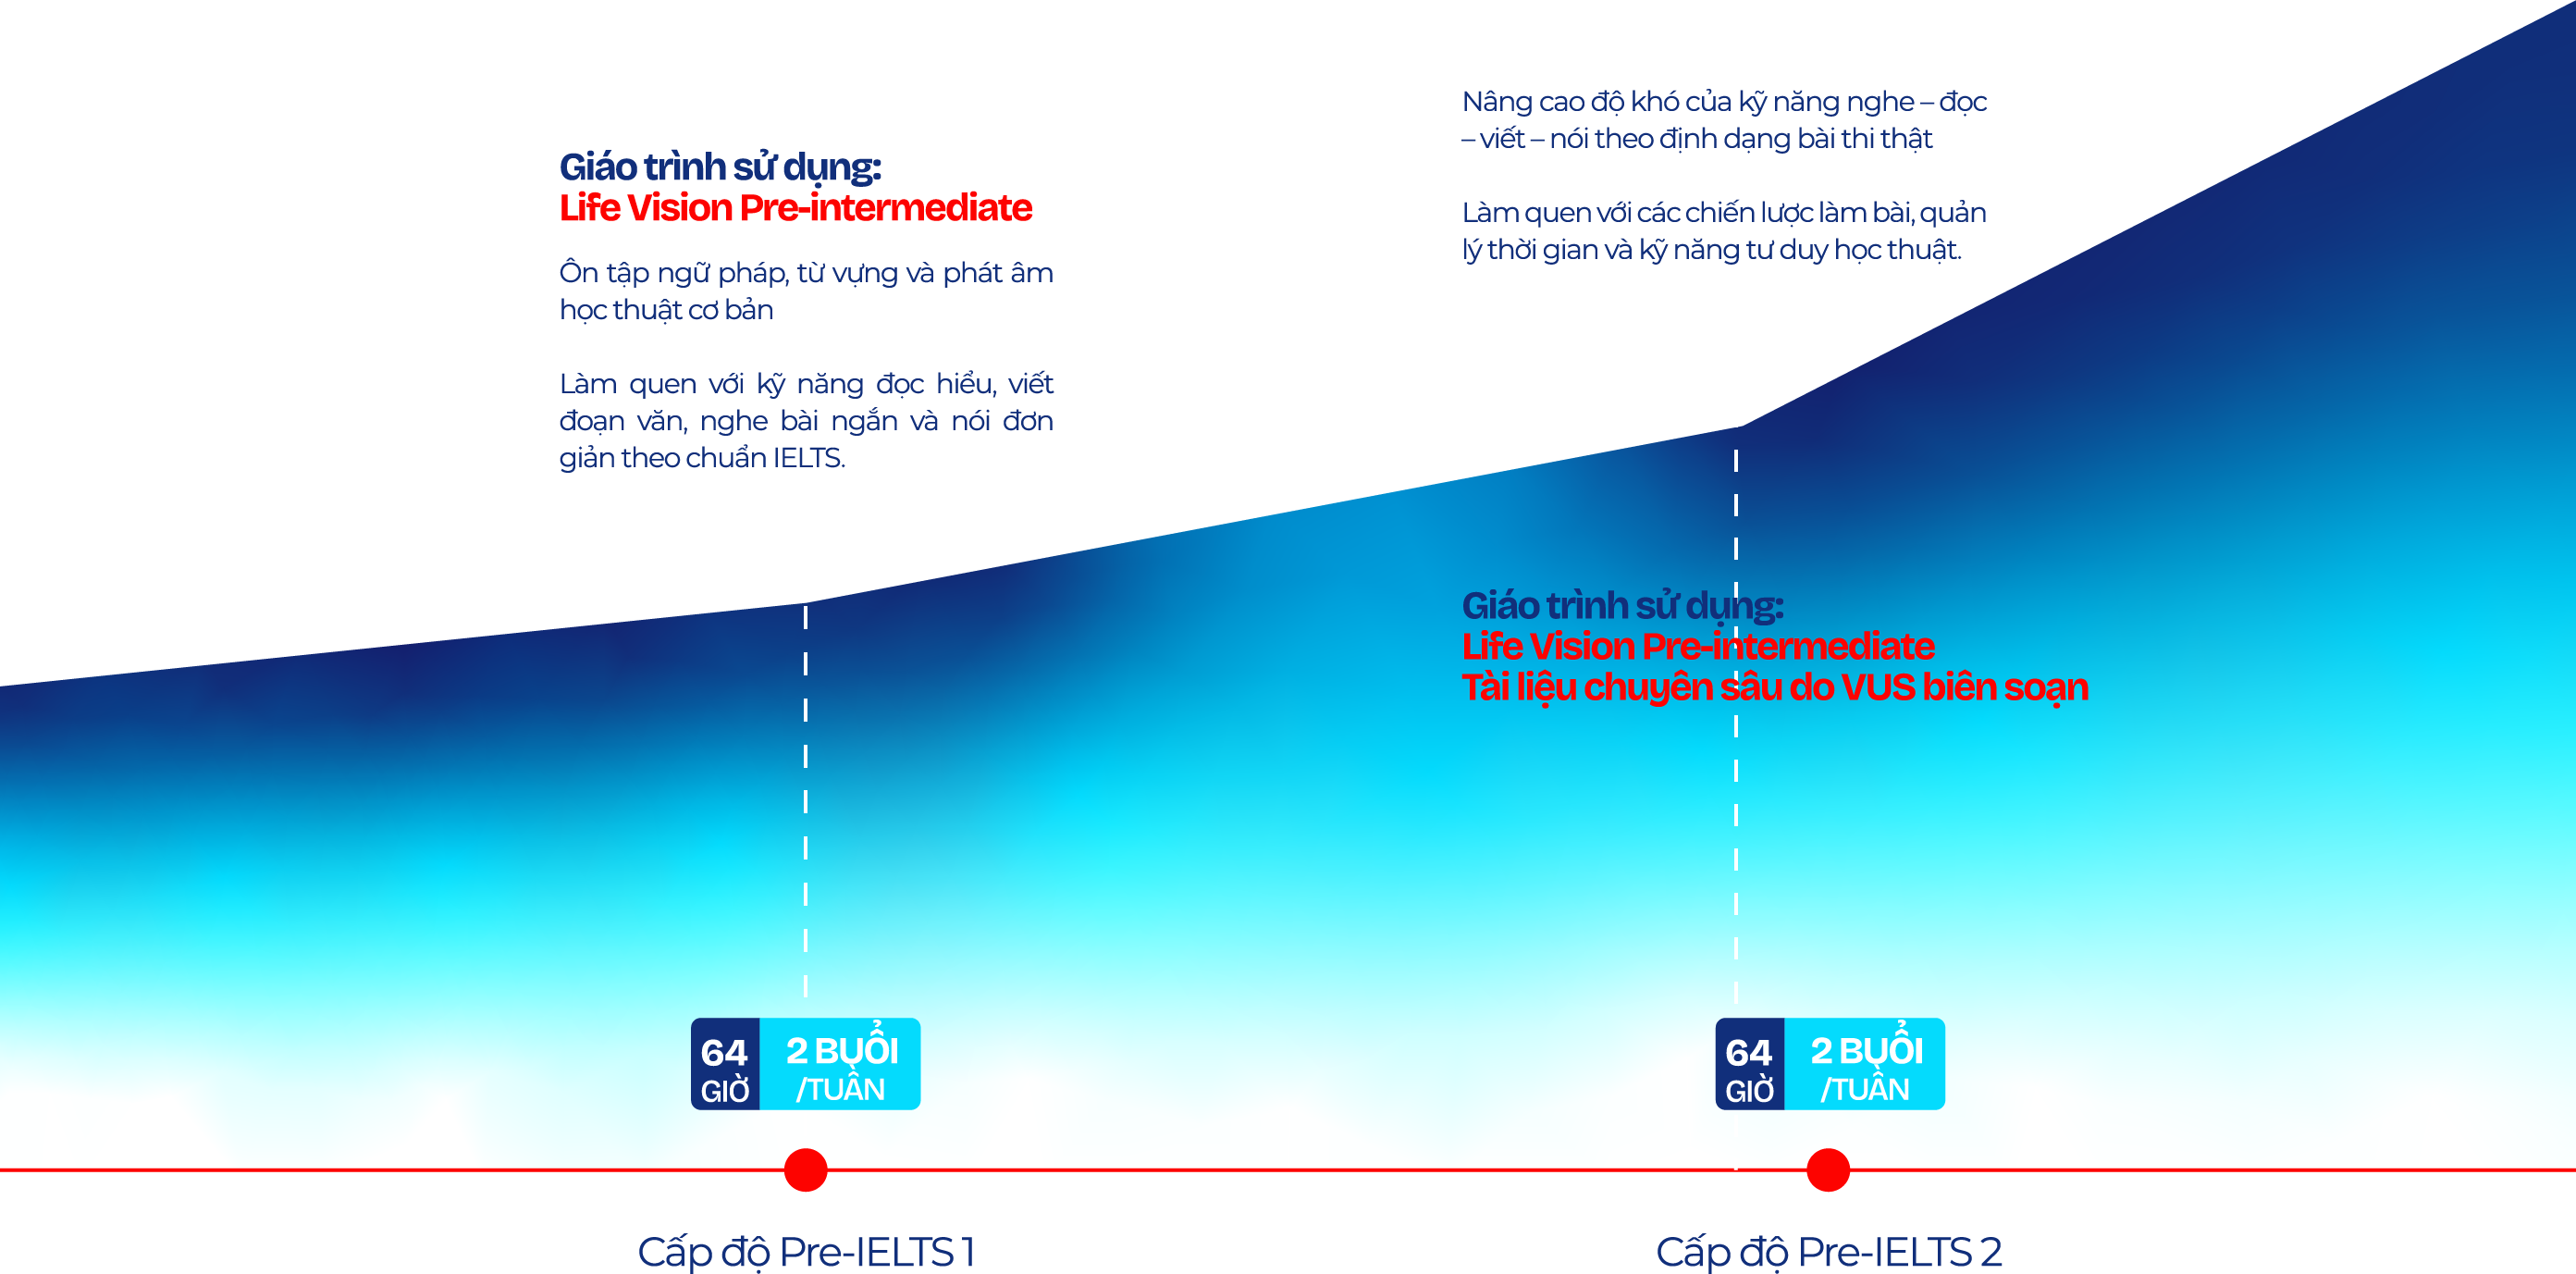 Giáo trình sử dụng:
Life Vision Pre-intermediate
Ôn tập ngữ pháp, từ vựng và phát âm
học thuật cơ bản
Làm quen với kỹ năng đọc hiểu, viết
đoạn văn, nghe bài ngắn và nói đơn
giản theo chuẩn IELTS.
64
GIỜ
2 BUỔI
/TUẦN
Cấp độ Pre-IELTS 1
Nâng cao độ khó của kỹ năng nghe – đọc
– viết – nói theo định dạng bài thi thật
Làm quen với các chiến lược làm bài, quản
lý thời gian và kỹ năng tư duy học thuật.
Giáo trình sử dụng:
Life Vision Pre-intermediate
Tài liệu chuyên sâu do VUS biên soạn
64
GIỜ
2 BUỔI
/TUẦN
Cấp độ Pre-IELTS 2